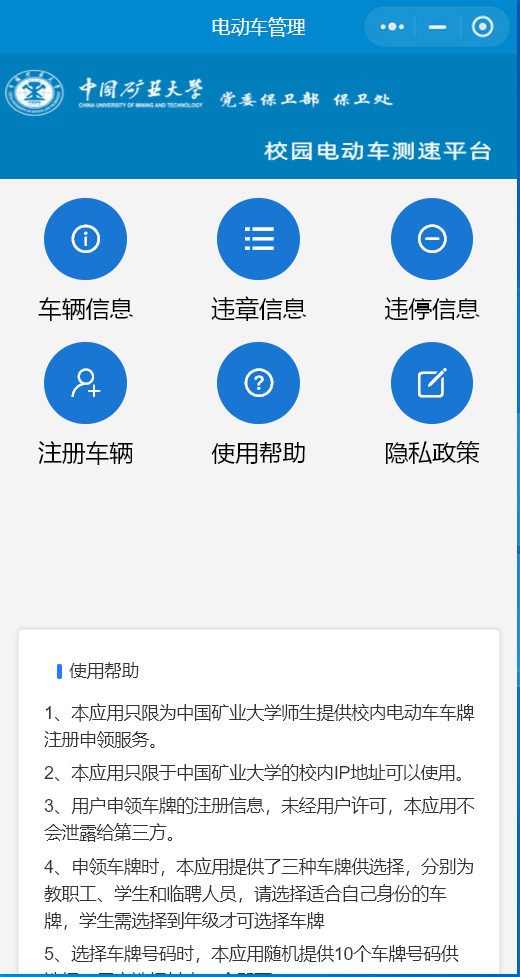 电动车管理
中国矿业大学 党委保卫部 保卫处
CHINA UNIVERSITY OF MINING AND TECHNOLOGY
校园电动车测速平台
车辆信息 违章信息 违停信息
注册车辆 使用帮助 隐私政策
使用帮助
1、本应用只限为中国矿业大学师生提供校内电动车车牌
注册申领服务。
2、本应用只限于中国矿业大学的校内IP地址可以使用。
3、用户申领车牌的注册信息，未经用户许可，本应用不
会泄露给第三方。
4、申领车牌时，本应用提供了三种车牌供选择，分别为
教职工、学生和临聘人员，请选择适合自己身份的车
牌，学生需选择到年级才可选择车牌
5、选择车牌号码时，本应用随机提供10个车牌号码供